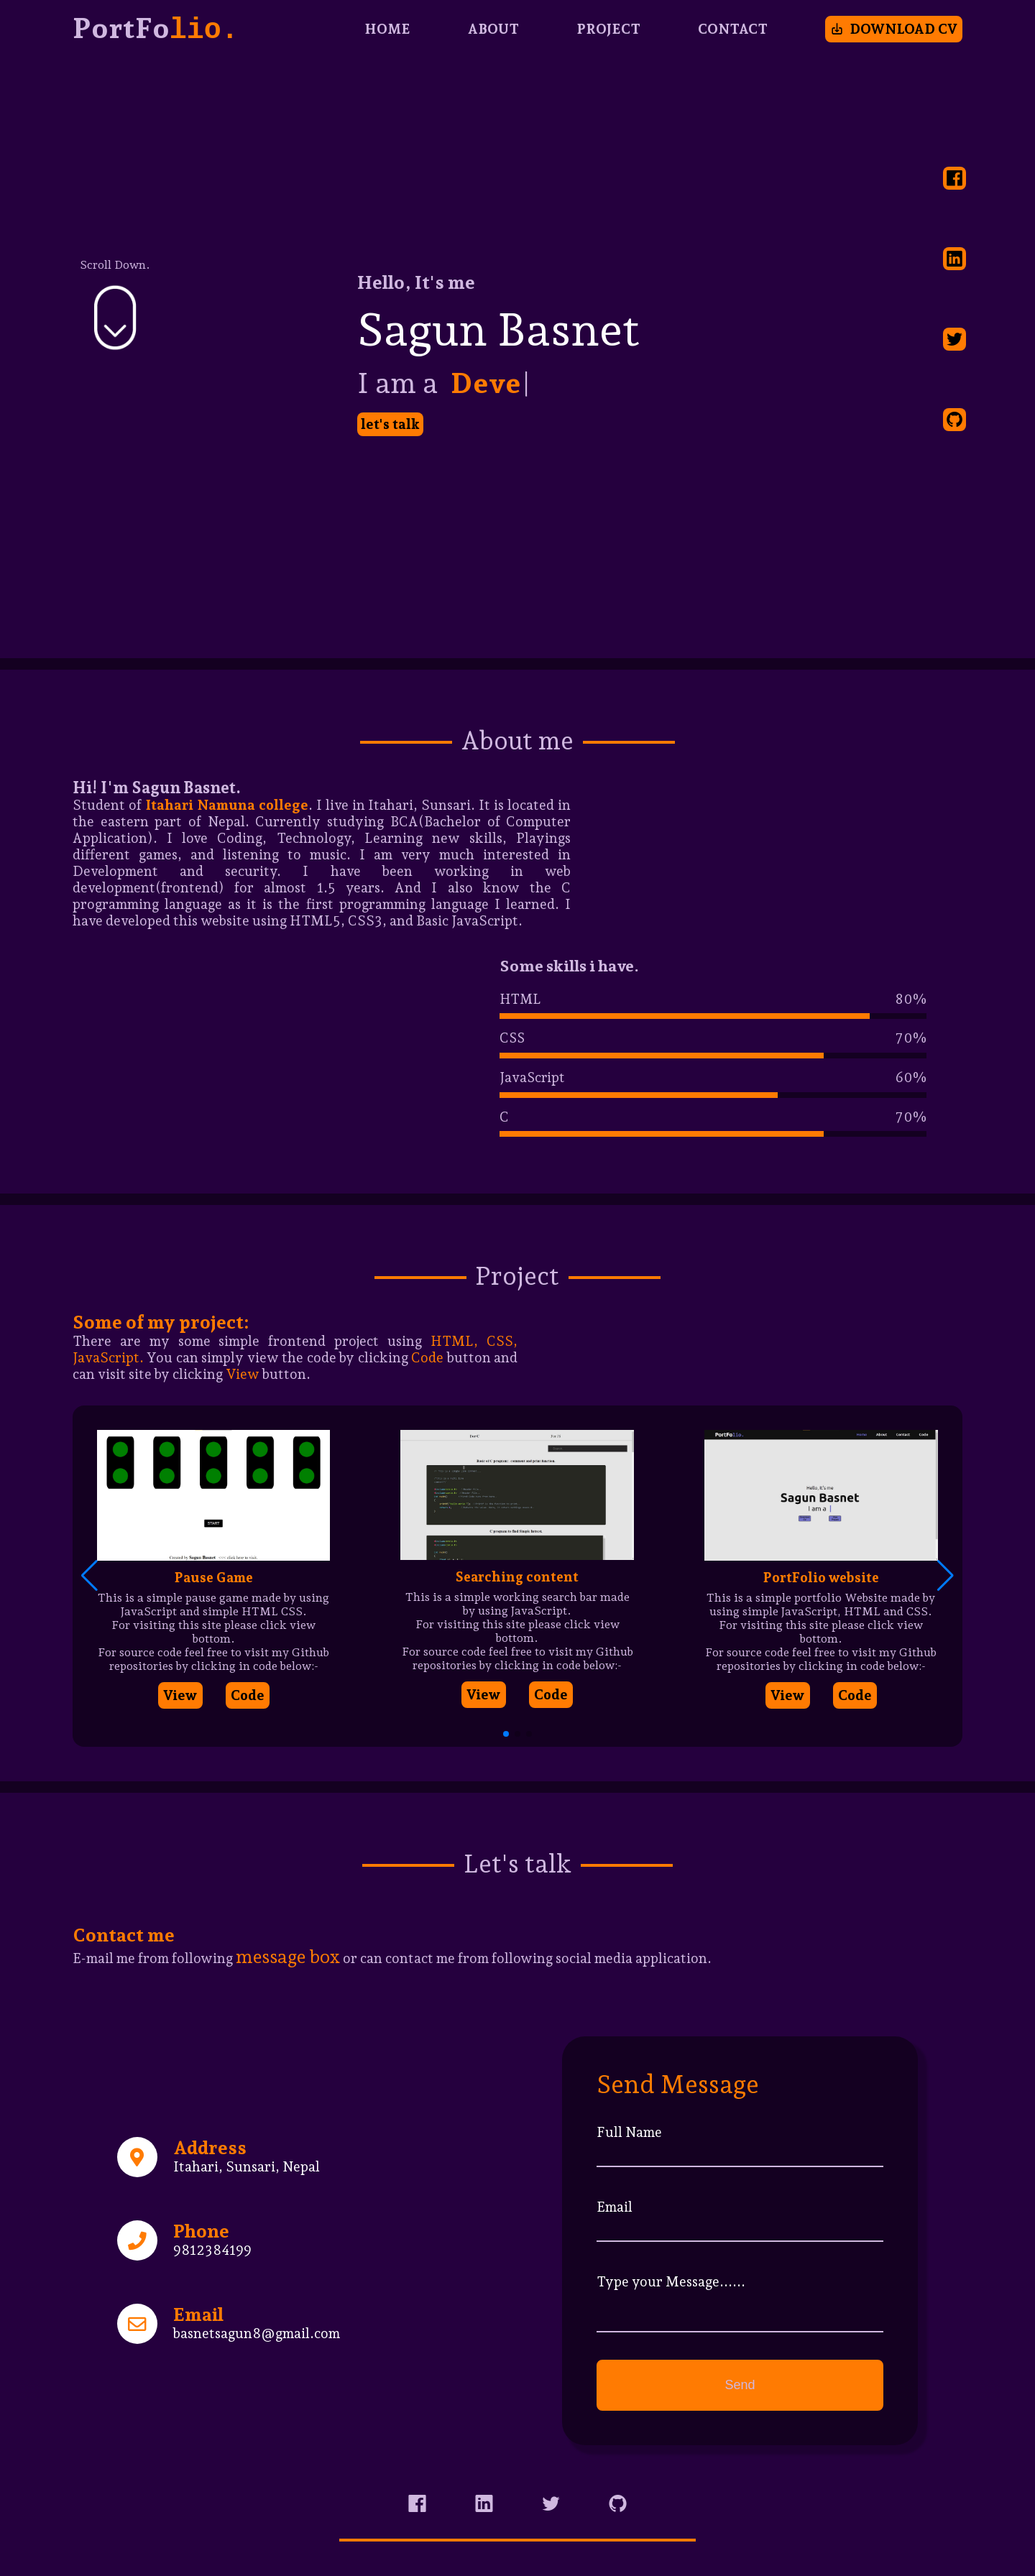 PortFolio.
HOME
ABOUT
PROJECT
CONTACT
DOWNLOAD CV
Scroll Down.
Hello, It's me
Sagun Basnet
I am a Deve|
let's talk
About me
Hi! I'm Sagun Basnet.
Student of Itahari Namuna college. I live in Itahari, Sunsari. It is located in
the eastern part of Nepal. Currently studying BCA(Bachelor of Computer
Application). I love Coding, Technology, Learning new skills, Playings
different games, and listening to music. I am very much interested in
Development and security. I have been working in web
development(frontend) for almost 1.5 years. And I also know the C
programming language as it is the first programming language I learned. I
have developed this website using HTML5, CSS3, and Basic JavaScript.
Some skills i have.
HTML 80%
CSS 70%
JavaScript 60%
C 70%
Project
Some of my project:
There are my some simple frontend project using HTML, CSS,
JavaScript. You can simply view the code by clicking Code button and
can visit site by clicking View button.
START
Created by Sagun Basnet
Pause Game
This is a simple pause game made by using
JavaScript and simple HTML CSS.
For visiting this site please click view
bottom.
For source code feel free to visit my Github
repositories by clicking in code below:-
View Code
Searching content
This is a simple working search bar made
by using JavaScript.
For visiting this site please click view
bottom.
For source code feel free to visit my Github
repositories by clicking in code below:-
View Code
PortFolio.
Home About Contact Code
Hello, It's me
Sagun Basnet
I am a |
PortFolio website
This is a simple portfolio Website made by
using simple JavaScript, HTML and CSS.
For visiting this site please click view
bottom.
For source code feel free to visit my Github
repositories by clicking in code below:-
View Code
Let's talk
Contact me
E-mail me from following message box or can contact me from following social media application.
Address
Itahari, Sunsari, Nepal
Phone
9812384199
Email
basnetsagun8@gmail.com
Send Message
Full Name
Email
Type your Message......
Send